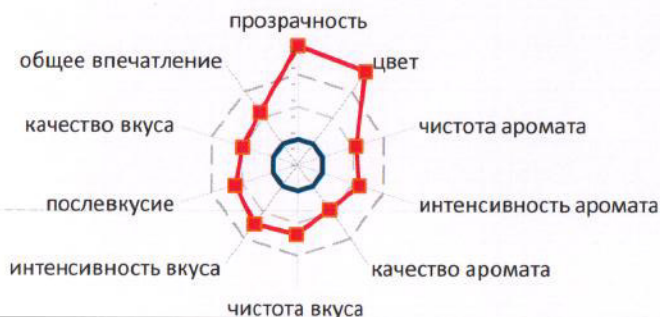 прозрачность
цвет
чистота аромата
интенсивность аромата
качество аромата
чистота вкуса
интенсивность вкуса
послевкусие
качество вкуса
общее впечатление